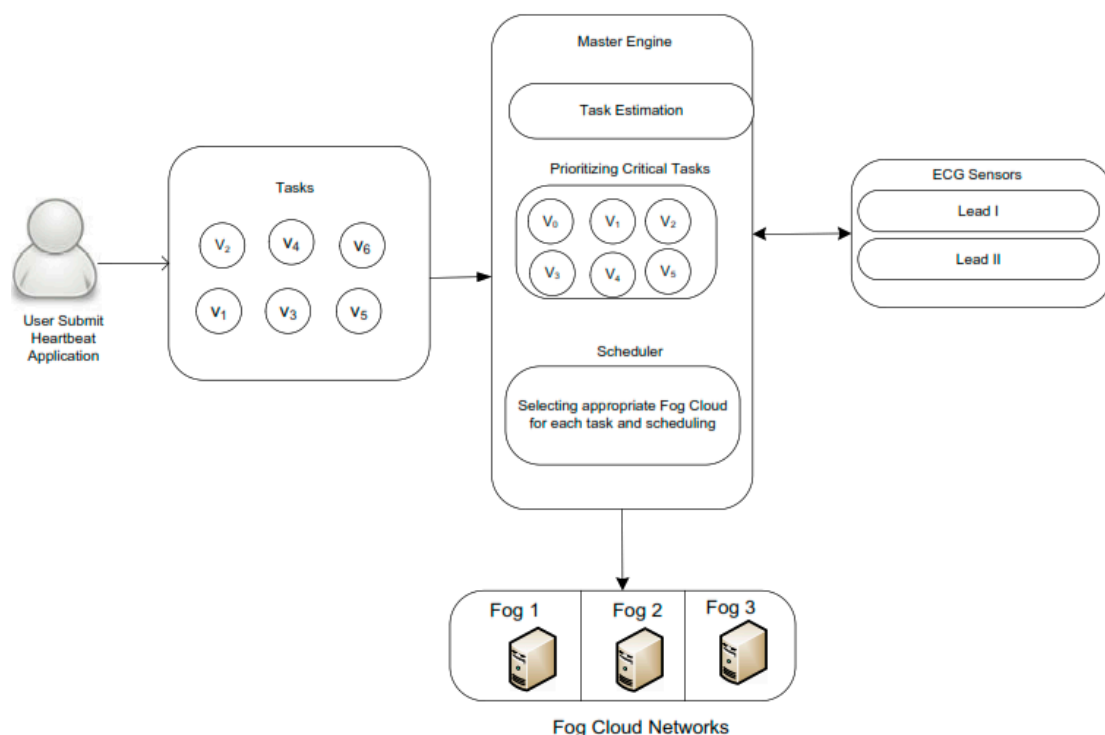 User Submit
Heartbeat
Application
Tasks
V₂ v₄ v₆
v₁ v₃ v₅
Master Engine
Task Estimation
Prioritizing Critical Tasks
V₀ V₁ V₂
V₃ V₄ V₅
Scheduler
Selecting appropriate Fog Cloud
for each task and scheduling
ECG Sensors
Lead I
Lead II
Fog 1 Fog 2 Fog 3
Fog Cloud Networks